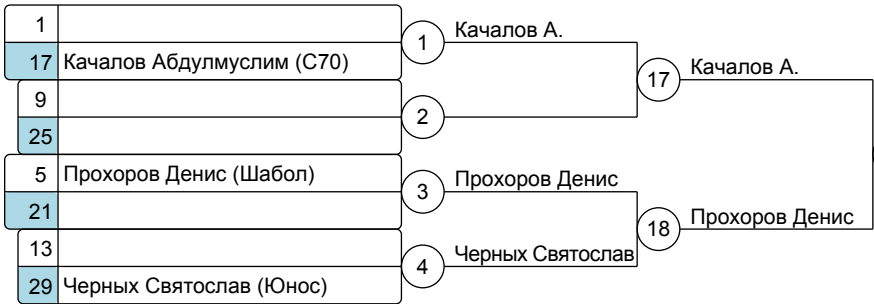 1
Качалов А.
1
17 Качалов Абдулмуслим (С70)
Качалов А.
17
9
2
25
5 Прохоров Денис (Шабол)
Прохоров Денис
3
21
Прохоров Денис
18
13
Черных Святослав
4
29 Черных Святослав (Юнос)